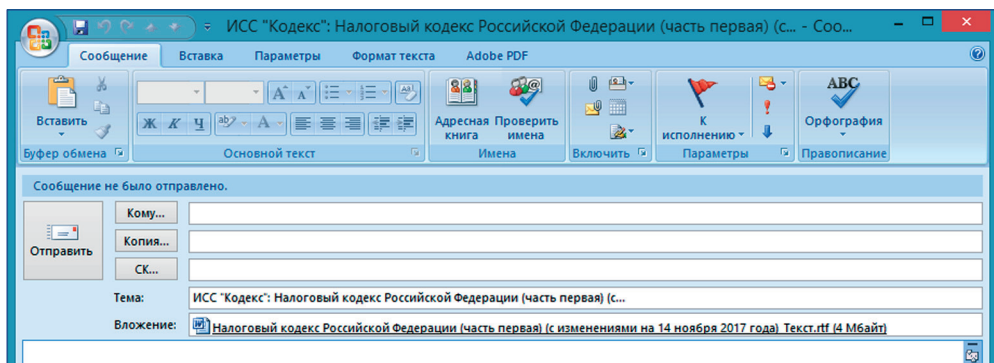 ИСС "Кодекс": Налоговый кодекс Российской Федерации (часть первая) (с... - Соо...
Сообщение Вставка Параметры Формат текста Adobe PDF
Вставить
Буфер обмена
Ж К Ч ab A
Основной текст
Адресная книга
Проверить имена
Имена
Включить
К исполнению
Параметры
ABC
Орфография
Правописание
Сообщение не было отправлено.
Отправить
Кому...
Копия...
СК...
Тема: ИСС "Кодекс": Налоговый кодекс Российской Федерации (часть первая) (с...
Вложение: Налоговый кодекс Российской Федерации (часть первая) (с изменениями на 14 ноября 2017 года)_Текст.rtf (4 Мбайт)